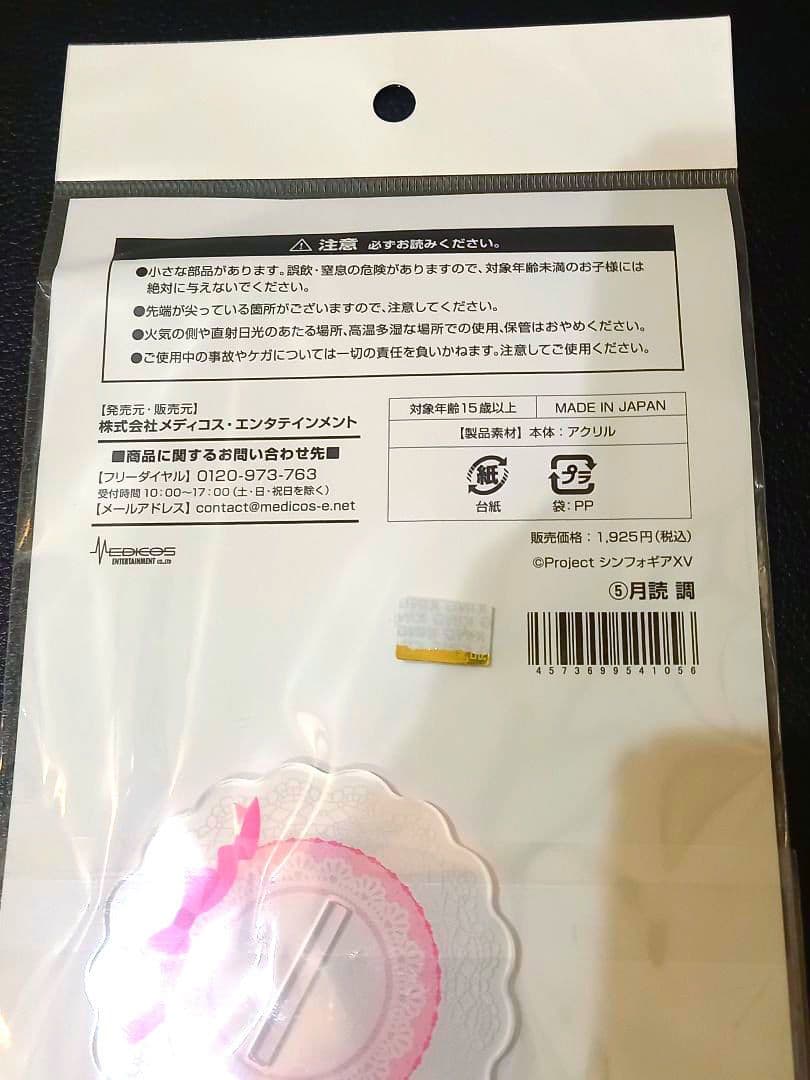 注意 必ずお読みください。
●小さな部品があります。誤飲・窒息の危険がありますので、対象年齢未満のお子様には
絶対に与えないでください。
●先端が尖っている箇所がございますので、注意してください。
●火気の側や直射日光のあたる場所、高温多湿な場所での使用、保管はおやめください。
●ご使用中の事故やケガについては一切の責任を負いかねます。注意してご使用ください。
【発売元・販売元】
株式会社メディコス・エンタテインメント
■商品に関するお問い合わせ先■
【フリーダイヤル】0120-973-763
受付時間10:00〜17:00(土・日・祝日を除く)
【メールアドレス】contact@medicos-e.net
MEDICOS
ENTERTAINMENT CO.,LTD
対象年齢15歳以上
MADE IN JAPAN
【製品素材】本体:アクリル
紙
プラ
台紙
袋:PP
販売価格:1,925円(税込)
©Project シンフォギアXV
⑤月読 調
4573699541056